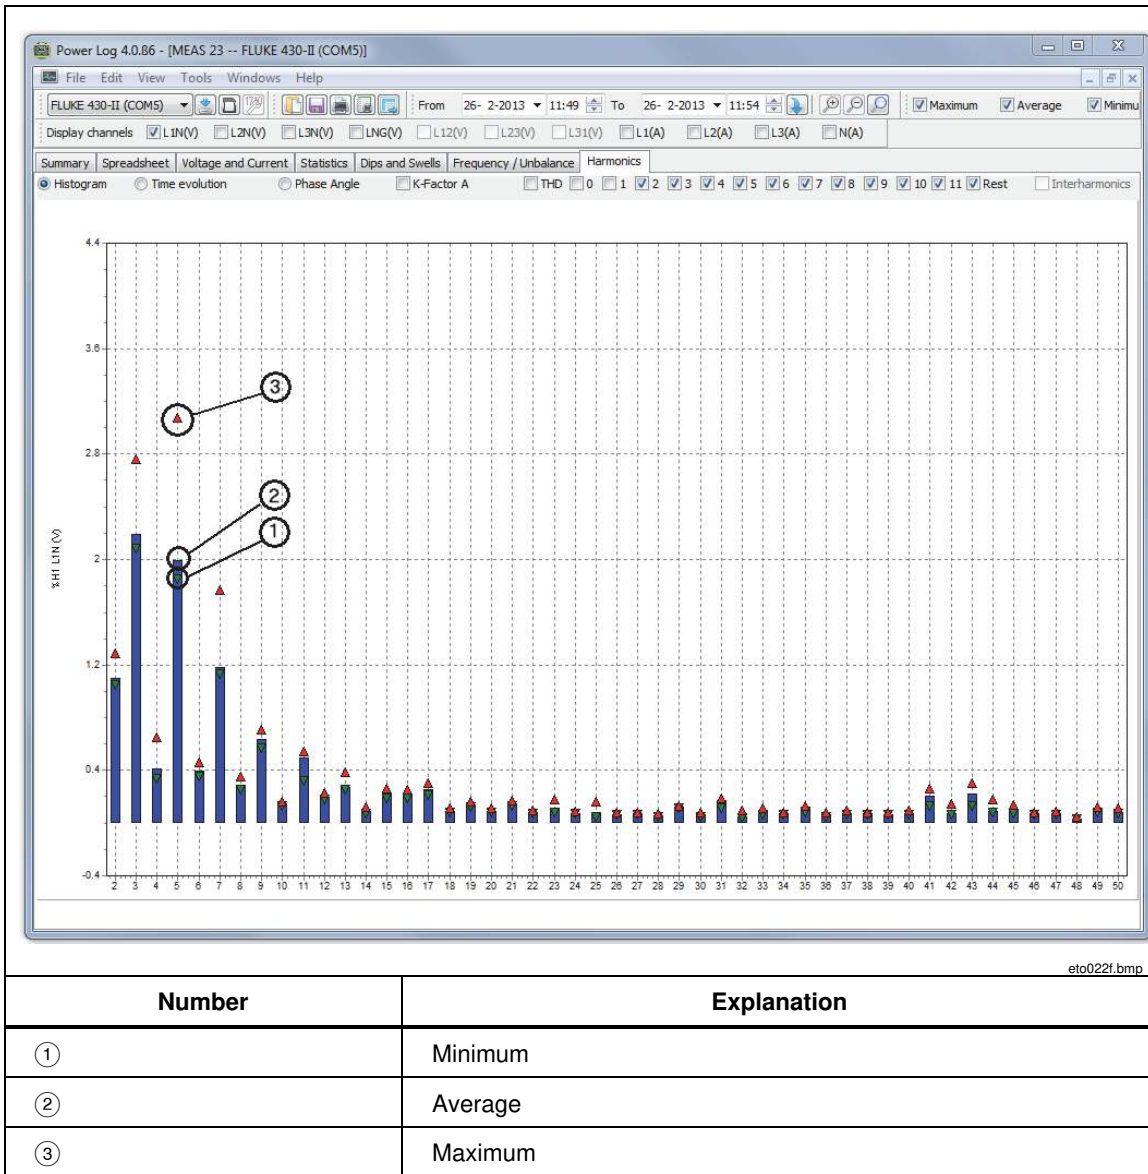 Power Log 4.0.86 - [MEAS 23 -- FLUKE 430-II (COM5)]
File Edit View Tools Windows Help
FLUKE 430-II (COM5) From 26- 2-2013 11:49 To 26- 2-2013 11:54 Maximum Average Minimu
Display channels L1N(V) L2N(V) L3N(V) LNG(V) L12(V) L23(V) L31(V) L1(A) L2(A) L3(A) N(A)
Summary Spreadsheet Voltage and Current Statistics Dips and Swells Frequency / Unbalance Harmonics
Histogram Time evolution Phase Angle K-Factor A THD 0 1 2 3 4 5 6 7 8 9 10 11 Rest Interharmonics
4.4
3.6
3
2.8
2
1
2
%H1 L1N (V)
1.2
0.4
-0.4
2 3 4 5 6 7 8 9 10 11 12 13 14 15 16 17 18 19 20 21 22 23 24 25 26 27 28 29 30 31 32 33 34 35 36 37 38 39 40 41 42 43 44 45 46 47 48 49 50
eto022f.bmp
Number Explanation
① Minimum
② Average
③ Maximum